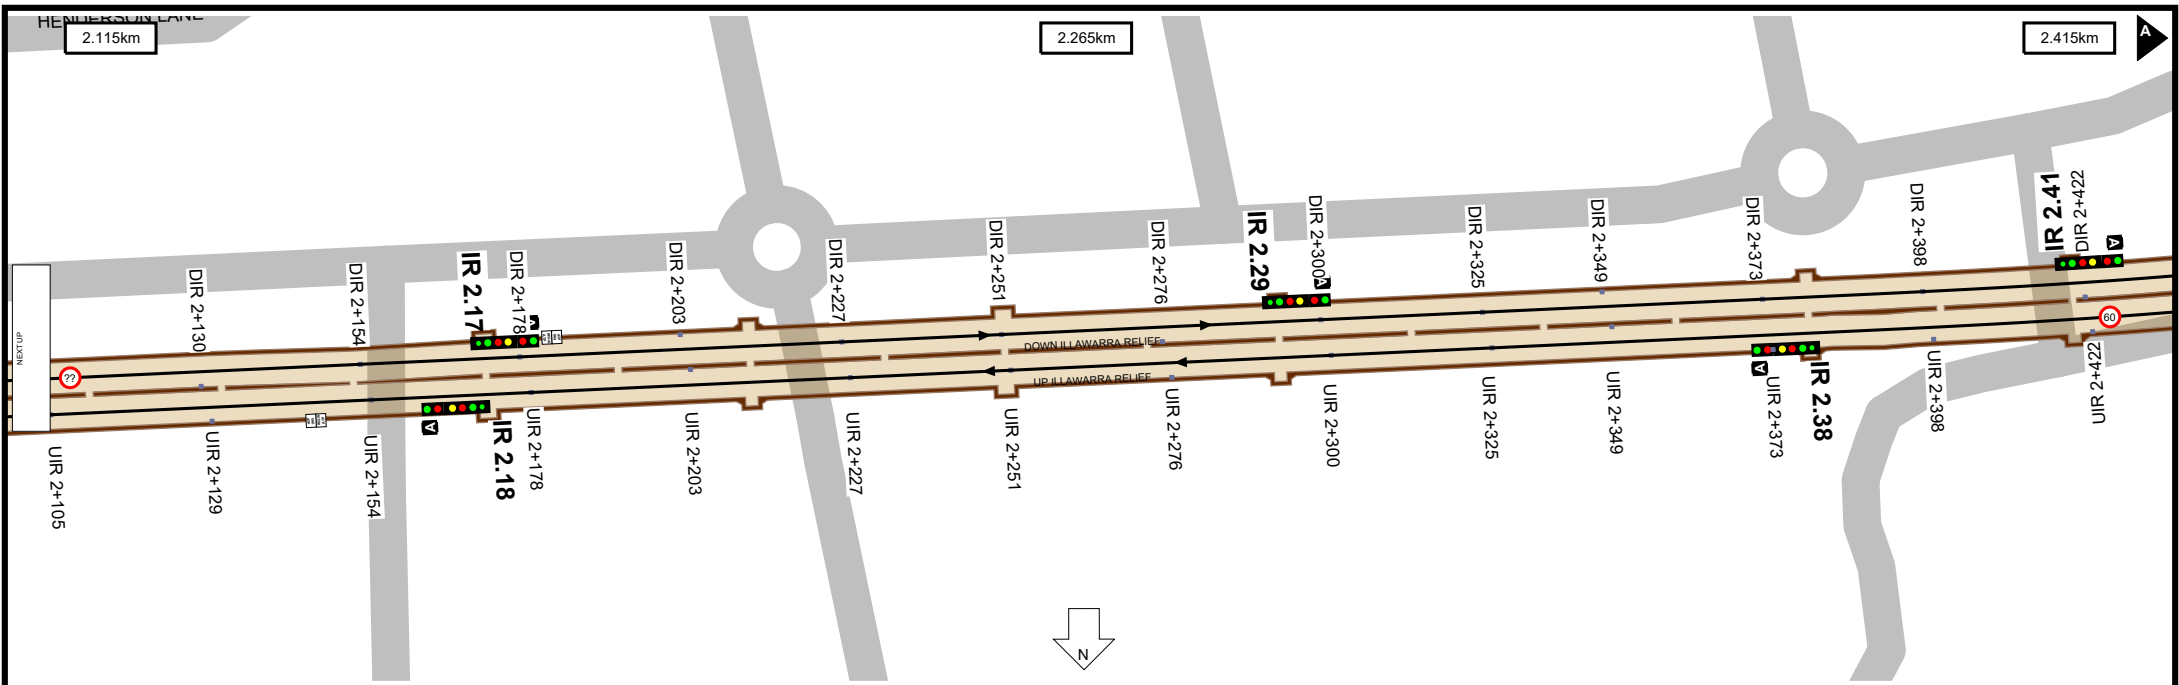 HENDERSON LANE
2.115km
2.265km
2.415km
A
NEXT UP
??
DIR 2+130
DIR 2+154
IR 2.17
DIR 2+178
A
DIR 2+203
DIR 2+227
DIR 2+251
DIR 2+276
IR 2.29
DIR 2+300
A
DIR 2+325
DIR 2+349
DIR 2+373
DIR 2+398
IR 2.41
DIR 2+422
A
DOWN ILLAWARRA RELIEF
UP ILLAWARRA RELIEF
60
UIR 2+105
UIR 2+129
UIR 2+154
A
IR 2.18
UIR 2+178
UIR 2+203
UIR 2+227
UIR 2+251
UIR 2+276
UIR 2+300
UIR 2+325
UIR 2+349
A
UIR 2+373
IR 2.38
UIR 2+398
UIR 2+422
N